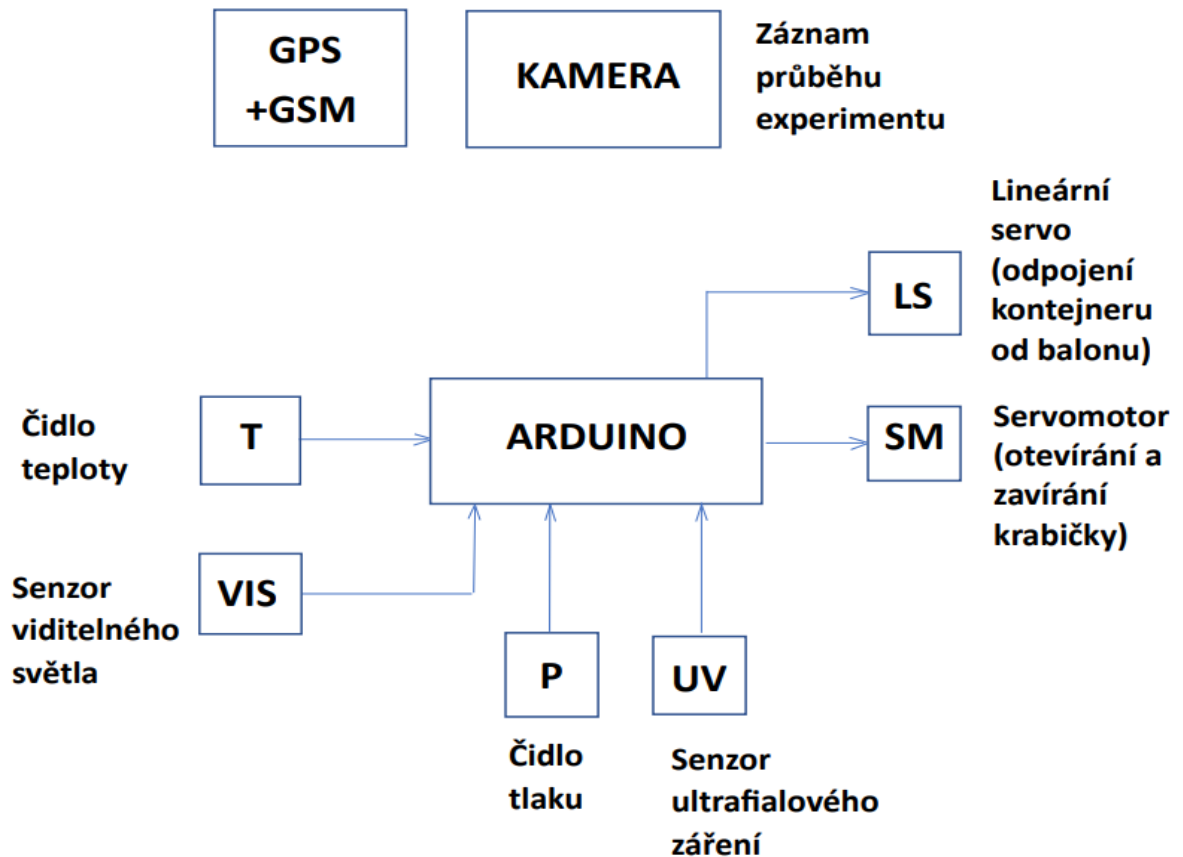 GPS
+GSM
KAMERA
Záznam
průběhu
experimentu
Lineární
servo
(odpojení
kontejneru
od balonu)
LS
Čidlo
teploty
T
ARDUINO
SM
Servomotor
(otevírání a
zavírání
krabičky)
Senzor
viditelného
světla
VIS
P
UV
Čidlo
tlaku
Senzor
ultrafialového
záření